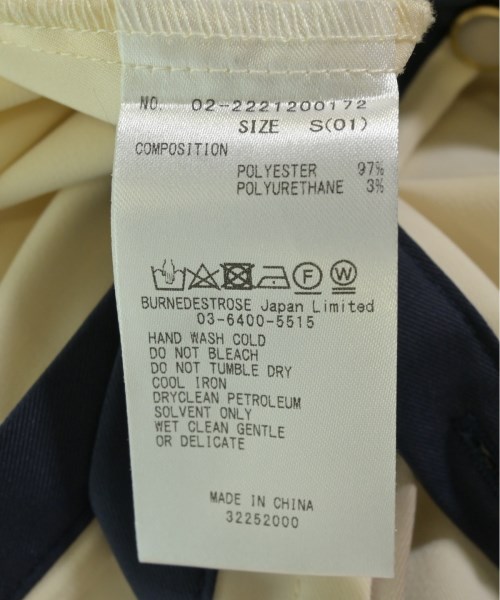 NO. 02-2221200172
SIZE S(01)
COMPOSITION
POLYESTER 97%
POLYURETHANE 3%
F W
BURNEDESTROSE Japan Limited
03-6400-5515
HAND WASH COLD
DO NOT BLEACH
DO NOT TUMBLE DRY
COOL IRON
DRYCLEAN PETROLEUM
SOLVENT ONLY
WET CLEAN GENTLE
OR DELICATE
MADE IN CHINA
32252000